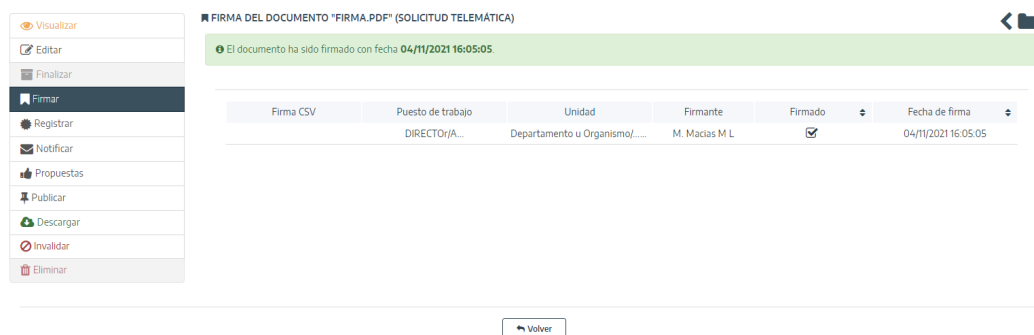 FIRMA DEL DOCUMENTO "FIRMA.PDF" (SOLICITUD TELEMÁTICA)
Visualizar
Editar
Finalizar
Firmar
Registrar
Notificar
Propuestas
Publicar
Descargar
Invalidar
Eliminar
El documento ha sido firmado con fecha 04/11/2021 16:05:05.
Firma CSV Puesto de trabajo Unidad Firmante Firmado Fecha de firma
DIRECTOr/A... Departamento u Organismo/...... M. Macias M L 04/11/2021 16:05:05
Volver